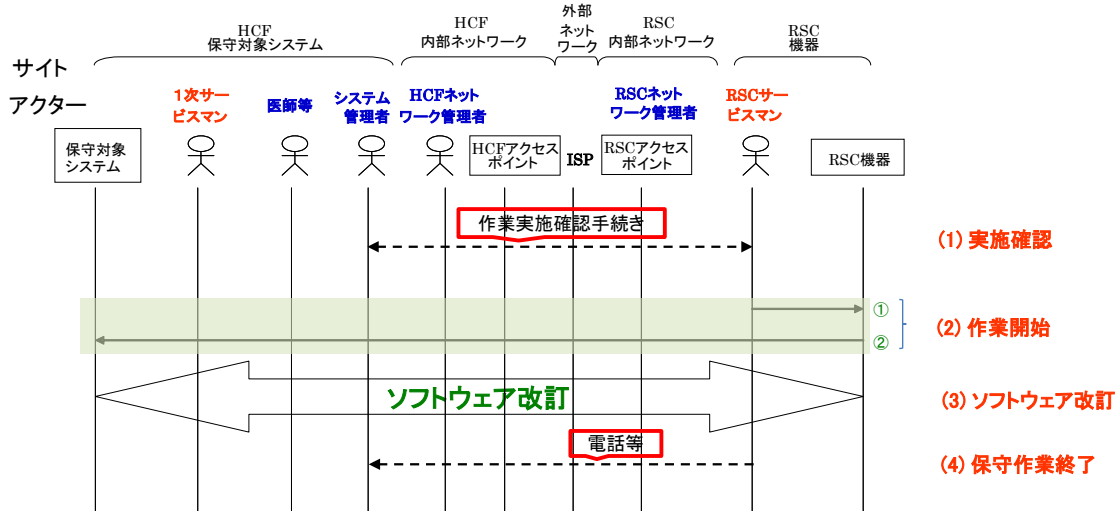 HCF
保守対象システム
HCF
内部ネットワーク
外部
ネット
ワーク
RSC
内部ネットワーク
RSC
機器
サイト
アクター
1次サー
ビスマン
医師等
システム
管理者
HCFネット
ワーク管理者
RSCネット
ワーク管理者
RSCサー
ビスマン
保守対象
システム
HCFアクセス
ポイント
ISP
RSCアクセス
ポイント
RSC機器
作業実施確認手続き
(1) 実施確認
①
②
(2) 作業開始
ソフトウェア改訂
(3) ソフトウェア改訂
電話等
(4) 保守作業終了